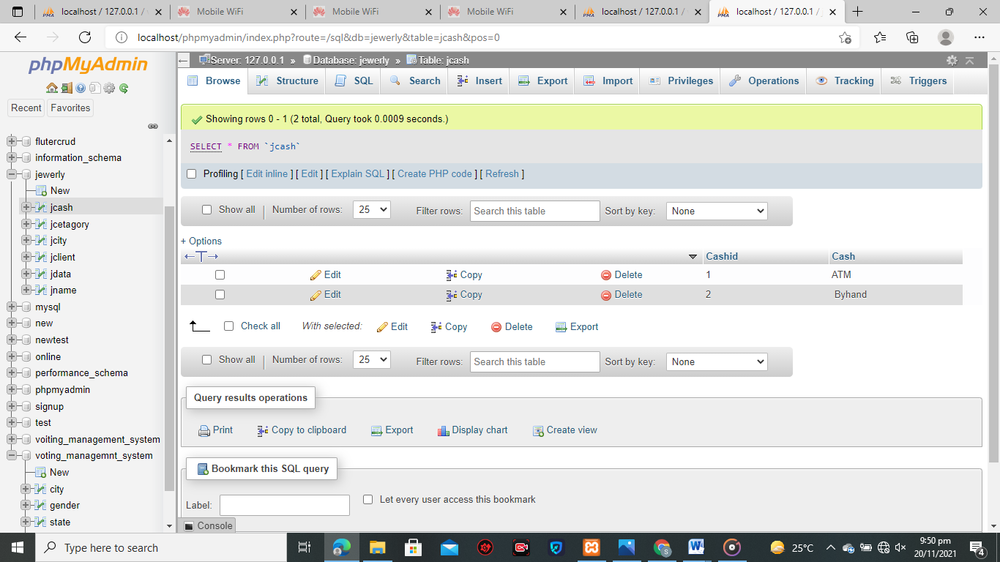 localhost / 127.0.0.1 / v
Mobile WiFi
Mobile WiFi
Mobile WiFi
localhost / 127.0.0.1 /
localhost / 127.0.0.1 / j
localhost/phpmyadmin/index.php?route=/sql&db=jewerly&table=jcash&pos=0
phpMyAdmin
Recent
Favorites
flutercrud
information_schema
jewerly
New
jcash
jcetagory
jcity
jclient
jdata
jname
mysql
new
newtest
online
performance_schema
phpmyadmin
signup
test
voiting_management_system
voting_managemnt_system
New
city
gender
state
Server: 127.0.0.1 » Database: jewerly » Table: jcash
Browse Structure SQL Search Insert Export Import Privileges Operations Tracking Triggers
Showing rows 0 - 1 (2 total, Query took 0.0009 seconds.)
SELECT * FROM `jcash`
Profiling [ Edit inline ] [ Edit ] [ Explain SQL ] [ Create PHP code ] [ Refresh ]
Show all | Number of rows: 25 Filter rows: Search this table Sort by key: None
+ Options
←T→ Cashid Cash
Edit Copy Delete 1 ATM
Edit Copy Delete 2 Byhand
Check all With selected: Edit Copy Delete Export
Show all | Number of rows: 25 Filter rows: Search this table Sort by key: None
Query results operations
Print Copy to clipboard Export Display chart Create view
Bookmark this SQL query
Label: Let every user access this bookmark
Console
Type here to search
25°C
9:50 pm
20/11/2021
4